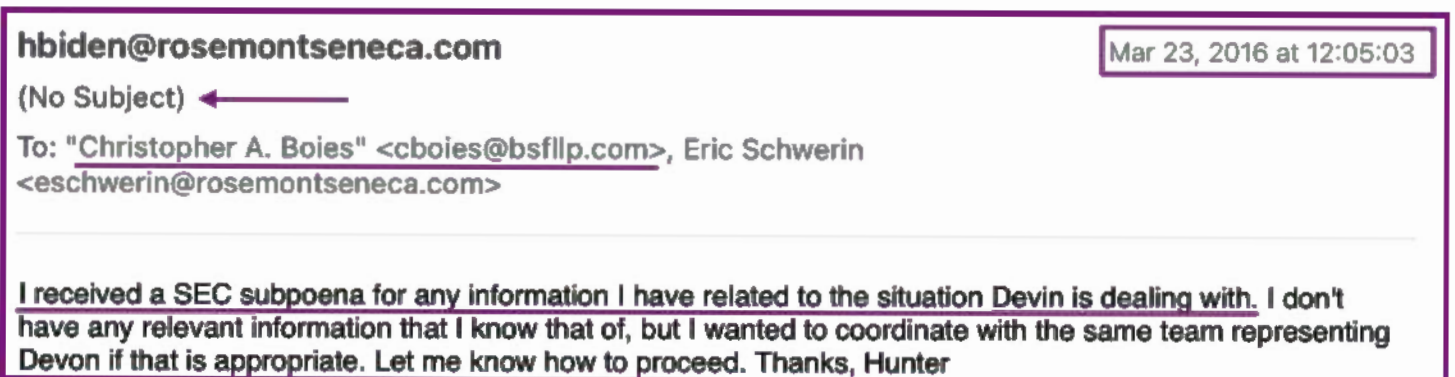 hbiden@rosemontseneca.com
Mar 23, 2016 at 12:05:03
(No Subject)
To: "Christopher A. Boies" <cboies@bsfllp.com>, Eric Schwerin
<eschwerin@rosemontseneca.com>
I received a SEC subpoena for any information I have related to the situation Devin is dealing with. I don't
have any relevant information that I know that of, but I wanted to coordinate with the same team representing
Devon if that is appropriate. Let me know how to proceed. Thanks, Hunter